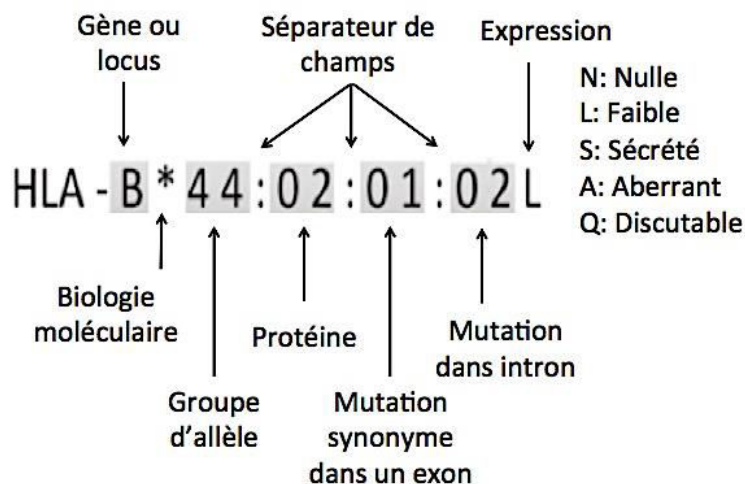 Gène ou
locus
Séparateur de
champs
Expression
N: Nulle
L: Faible
S: Sécrété
A: Aberrant
Q: Discutable
HLA - B * 44 : 02 : 01 : 02 L
Biologie
moléculaire
Protéine
Mutation
dans intron
Groupe
d'allèle
Mutation
synonyme
dans un exon